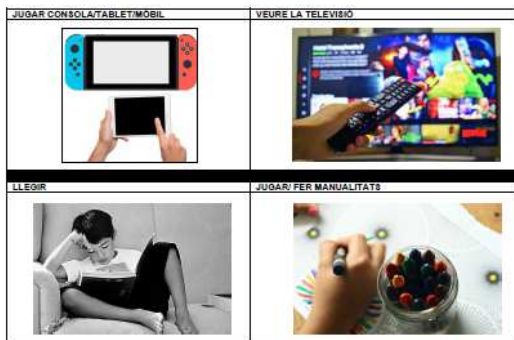 JUGAR CONSOLA/TABLET/MÒBIL
VEURE LA TELEVISIÓ
LLEGIR
JUGAR/ FER MANUALITATS